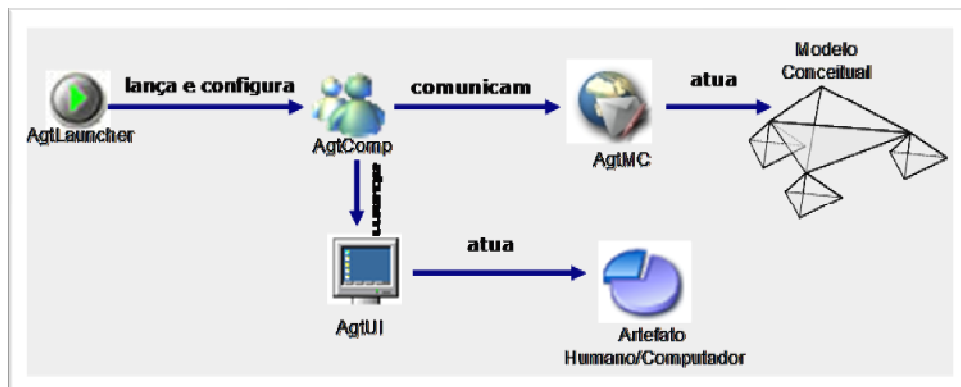 Modelo
Conceitual
lança e configura
comunicam
atua
AgtLauncher
AgtComp
AgtMC
atua
AgtUI
Artefato
Humano/Computador